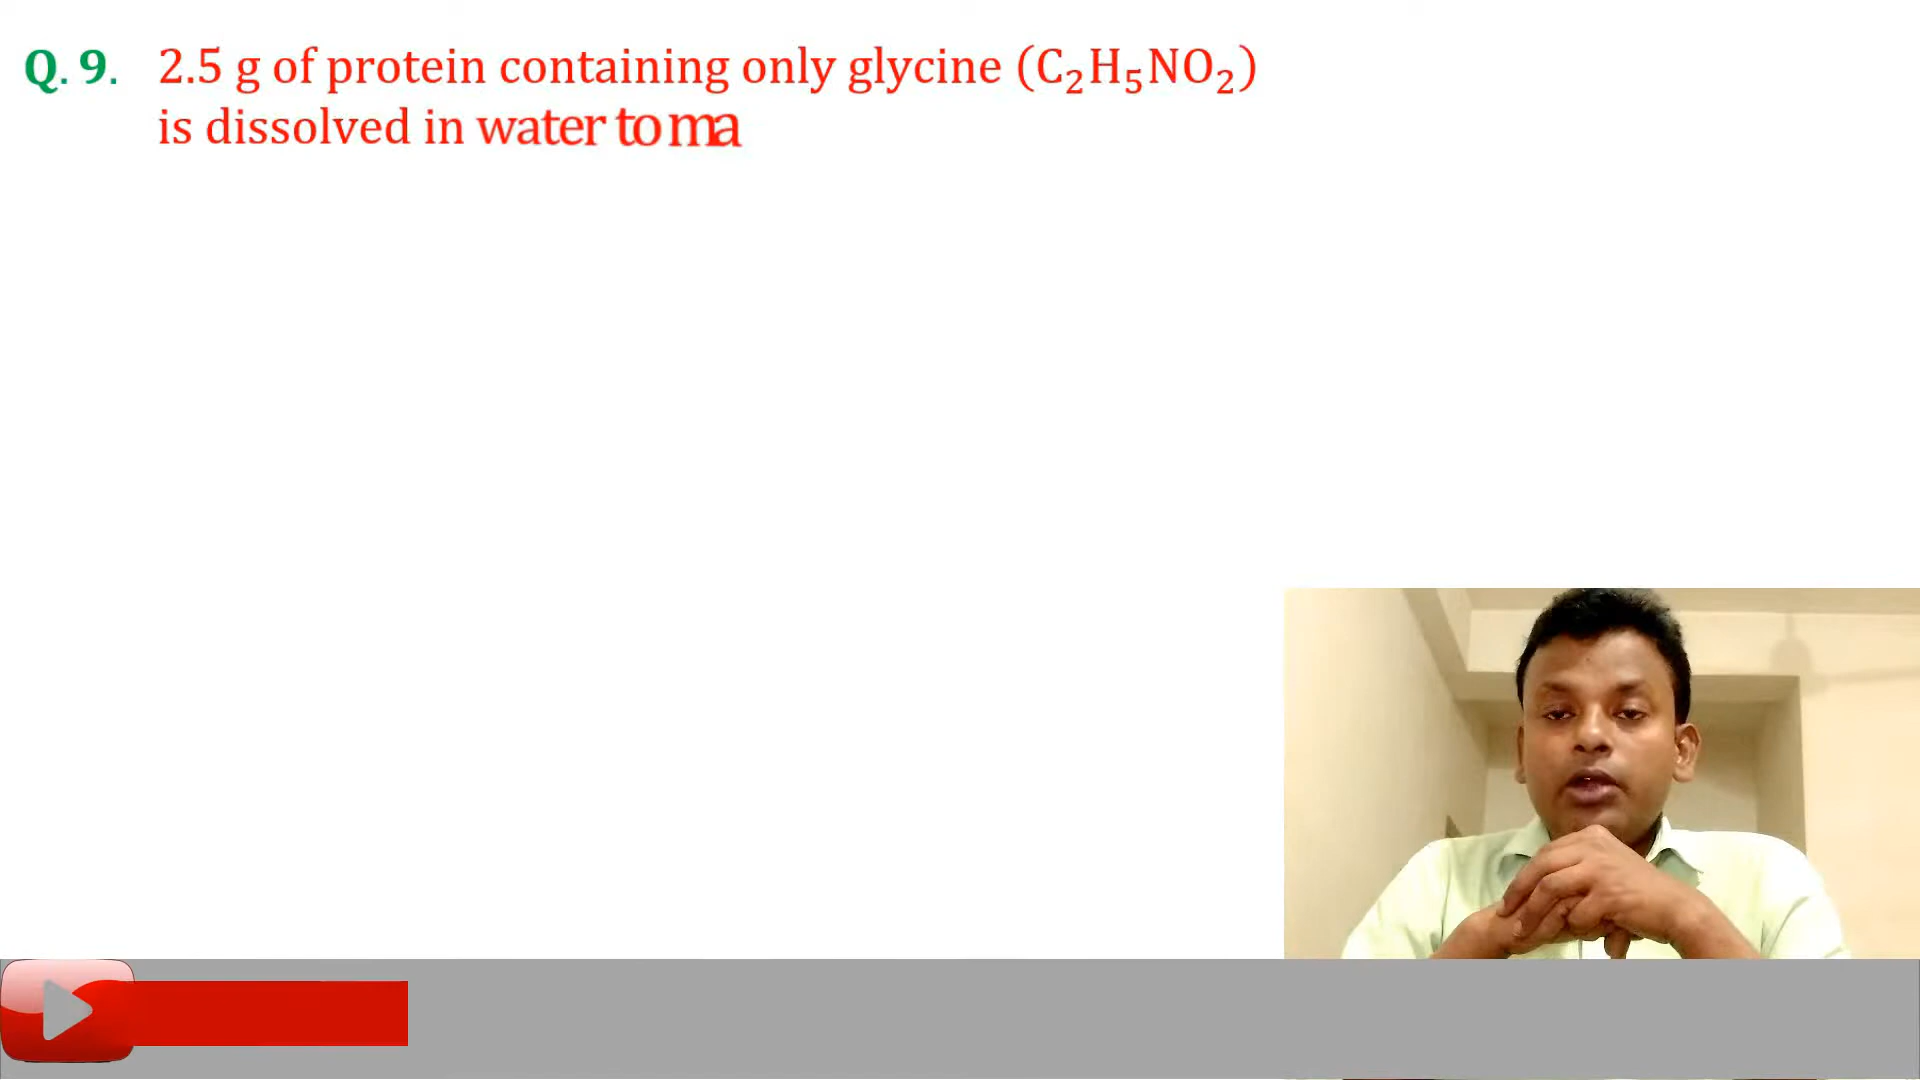 Q. 9. 2.5 g of protein containing only glycine (C₂H₅NO₂)
is dissolved in water to ma